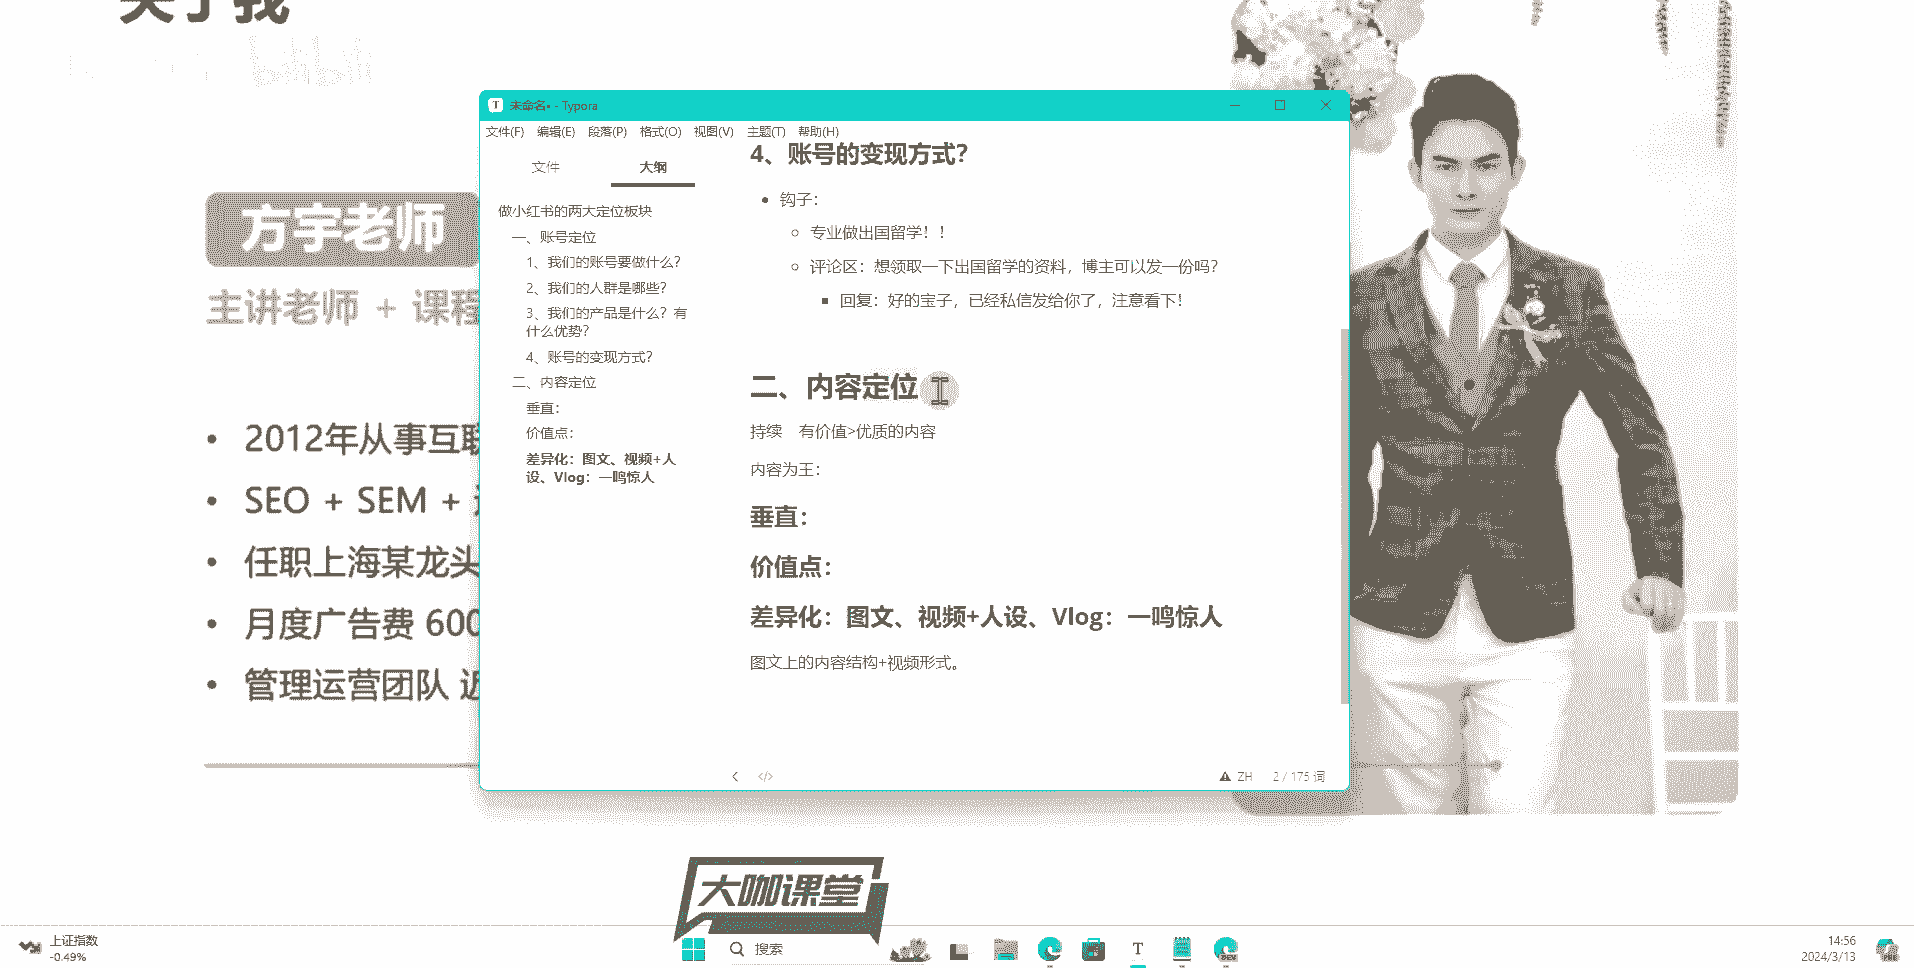 关于我
bilibili
方宇老师
主讲老师 + 课程
2012年从事互联
SEO + SEM +
任职上海某龙头
月度广告费 600
管理运营团队 近
未命名• - Typora
文件(F) 编辑(E) 段落(P) 格式(O) 视图(V) 主题(T) 帮助(H)
文件 大纲
做小红书的两大定位板块
一、账号定位
1、我们的账号要做什么?
2、我们的人群是哪些?
3、我们的产品是什么? 有
什么优势?
4、账号的变现方式?
二、内容定位
垂直:
价值点:
差异化: 图文、视频+人
设、Vlog: 一鸣惊人
4、账号的变现方式?
钩子:
专业做出国留学! !
评论区: 想领取一下出国留学的资料, 博主可以发一份吗?
回复: 好的宝子, 已经私信发给你了, 注意看下!
二、内容定位
持续 有价值>优质的内容
内容为王:
垂直:
价值点:
差异化: 图文、视频+人设、Vlog: 一鸣惊人
图文上的内容结构+视频形式。
ZH 2 / 175 词
大咖课堂
上证指数
-0.49%
搜索
DEV
14:56
2024/3/13
PRE